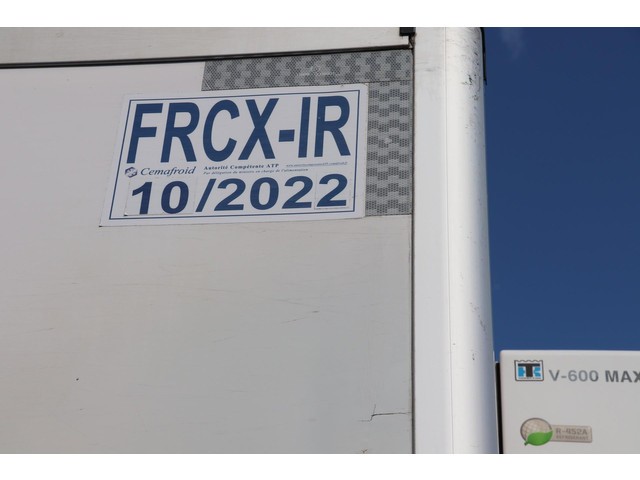 FRCX-IR
Cemafroid Autorité Compétente ATP
10/2022
V-600 MAX
R-452A